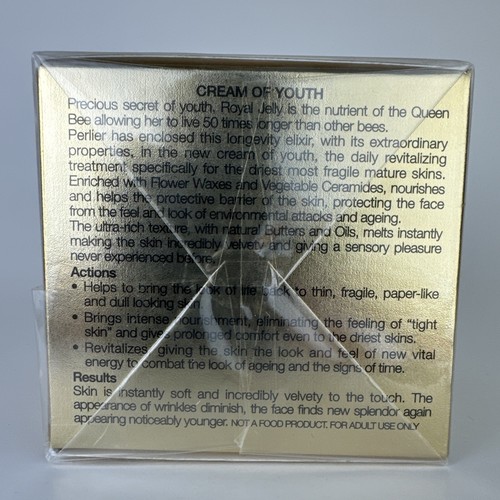 CREAM OF YOUTH
Precious secret of youth, Royal Jelly is the nutrient of the Queen
Bee allowing her to live 50 times longer than other bees.
Perlier has enclosed this longevity elixir, with its extraordinary
properties, in the new cream of youth, the daily revitalizing
treatment specifically for the driest most fragile mature skins.
Enriched with Flower Waxes and Vegetable Ceramides, nourishes
and helps the protective barrier of the skin, protecting the face
from the feel and look of environmental attacks and ageing.
The ultra-rich texture, with natural Butters and Oils, melts instantly
making the skin incredibly velvety and giving a sensory pleasure
never experienced before.
Actions
• Helps to bring the look of life back to thin, fragile, paper-like
and dull looking skin.
• Brings intense nourishment, eliminating the feeling of "tight
skin" and gives prolonged comfort even to the driest skins.
• Revitalizes, giving the skin the look and feel of new vital
energy to combat the look of ageing and the signs of time.
Results
Skin is instantly soft and incredibly velvety to the touch. The
appearance of wrinkles diminish, the face finds new splendor again
appearing noticeably younger. NOT A FOOD PRODUCT, FOR ADULT USE ONLY